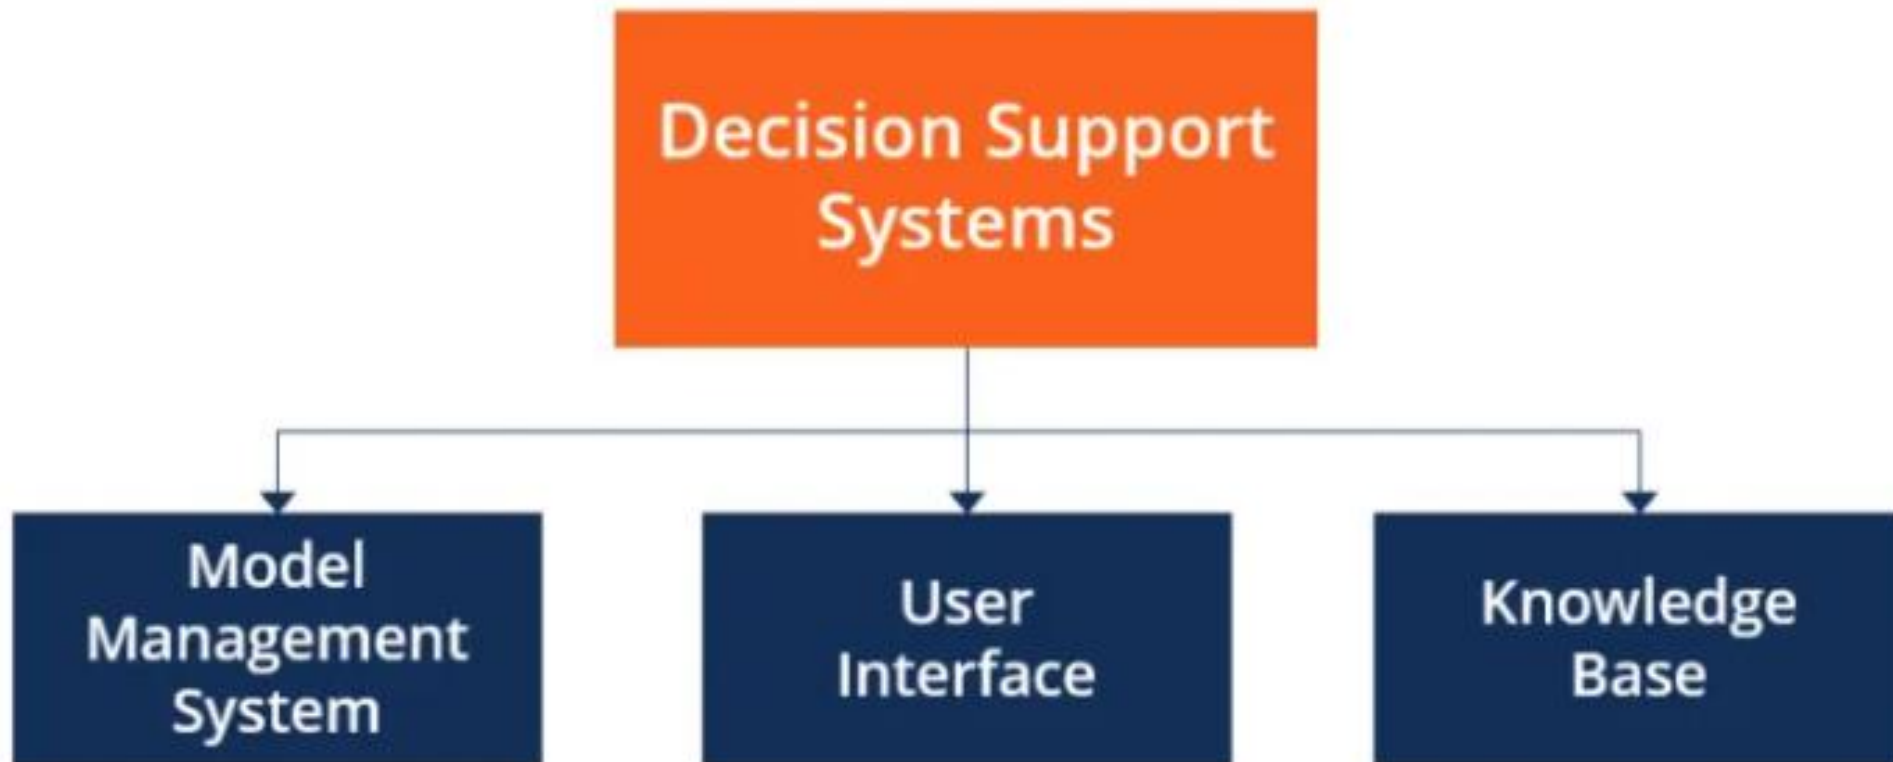 Decision Support
Systems
Model
Management
System
User
Interface
Knowledge
Base